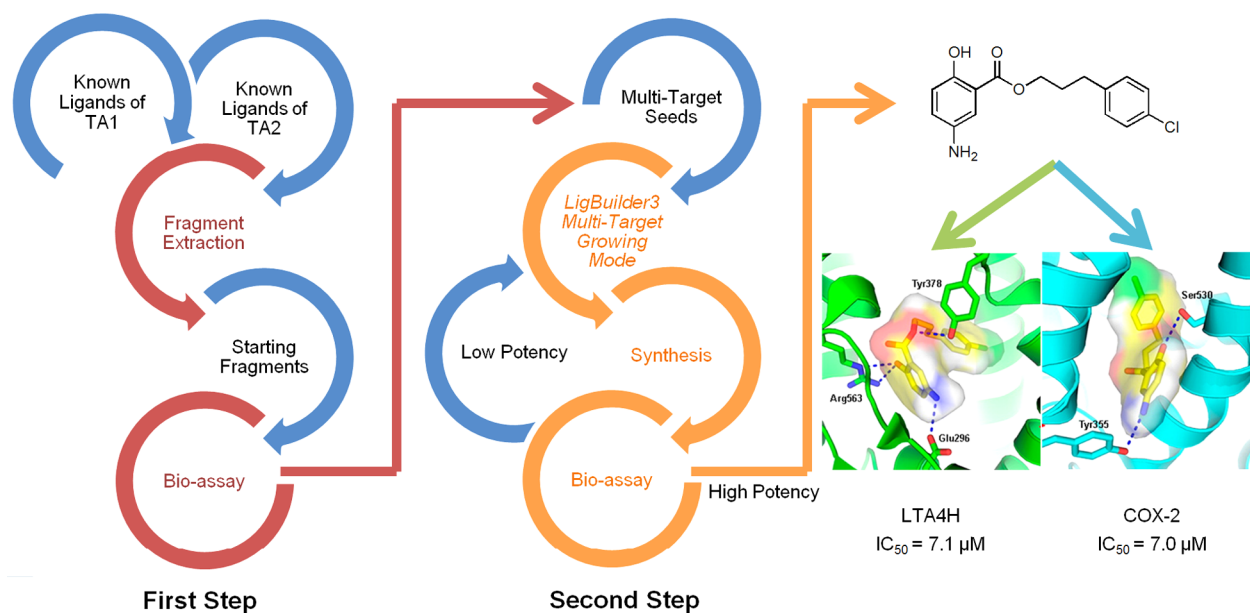 Known
Ligands of
TA1
Known
Ligands of
TA2
Fragment
Extraction
Starting
Fragments
Bio-assay
First Step
Multi-Target
Seeds
LigBuilder3
Multi-Target
Growing
Mode
Low Potency
Synthesis
Bio-assay
High Potency
Second Step
OH
O
O
NH2
Cl
Tyr378
Arg563
Glu296
Ser530
Tyr355
LTA4H
IC50 = 7.1 µM
COX-2
IC50 = 7.0 µM